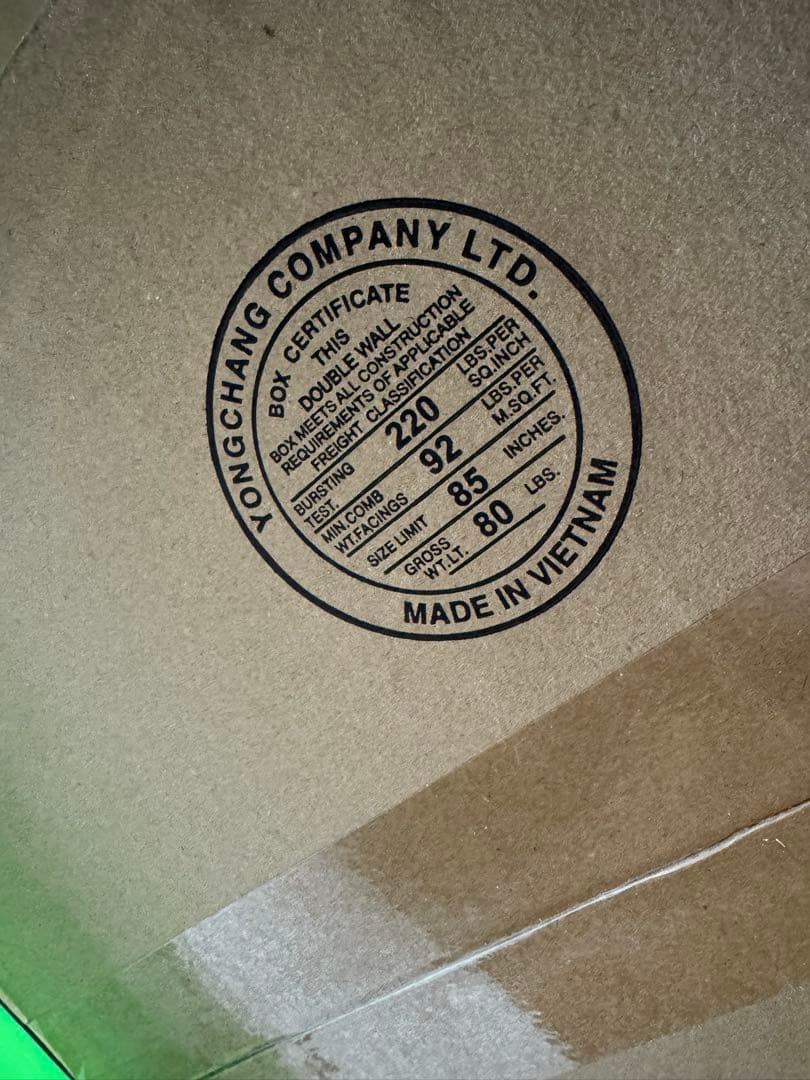 YONGCHANG COMPANY LTD.
BOX CERTIFICATE
THIS
DOUBLE WALL
BOX MEETS ALL CONSTRUCTION
REQUIREMENTS OF APPLICABLE
FREIGHT CLASSIFICATION
BURSTING TEST. 220 LBS.PER SQ.INCH
MIN.COMB WT.FACINGS 92 LBS.PER M.SQ.FT.
SIZE LIMIT 85 INCHES.
GROSS WT.LT. 80 LBS.
MADE IN VIETNAM